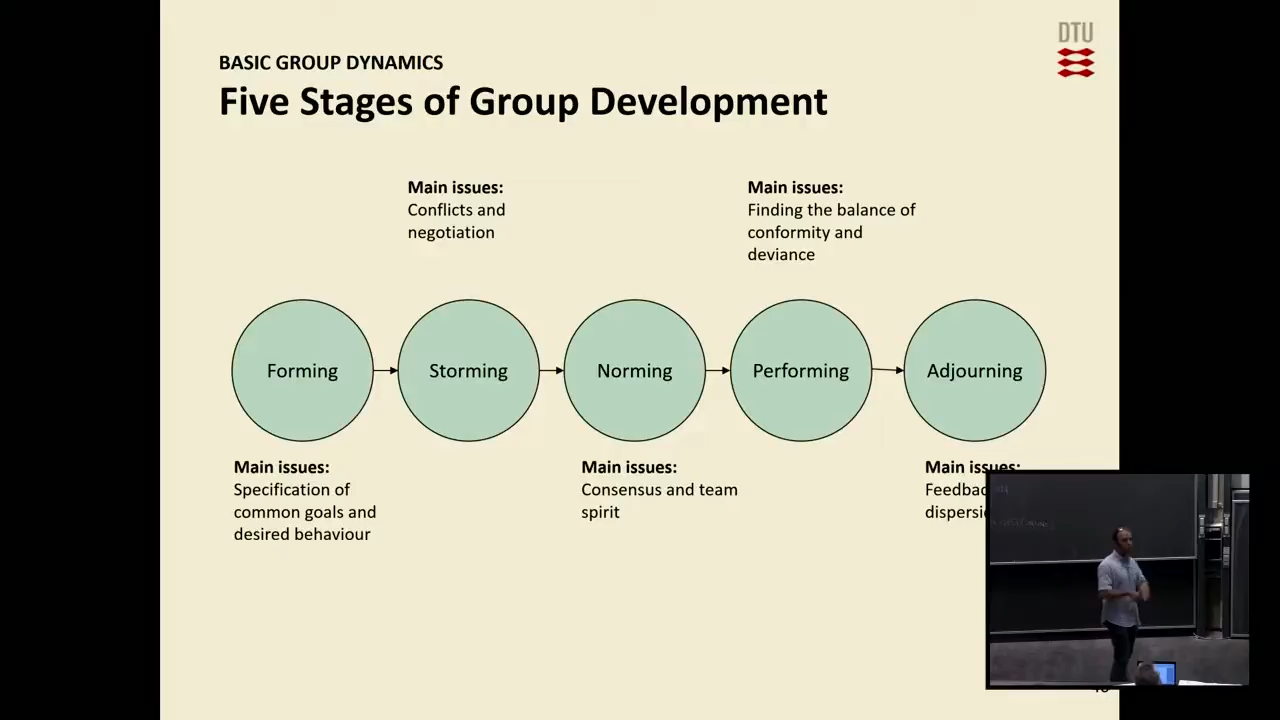 DTU
BASIC GROUP DYNAMICS
Five Stages of Group Development
Main issues:
Conflicts and
negotiation
Main issues:
Finding the balance of
conformity and
deviance
Forming
Storming
Norming
Performing
Adjourning
Main issues:
Specification of
common goals and
desired behaviour
Main issues:
Consensus and team
spirit
Main issues: